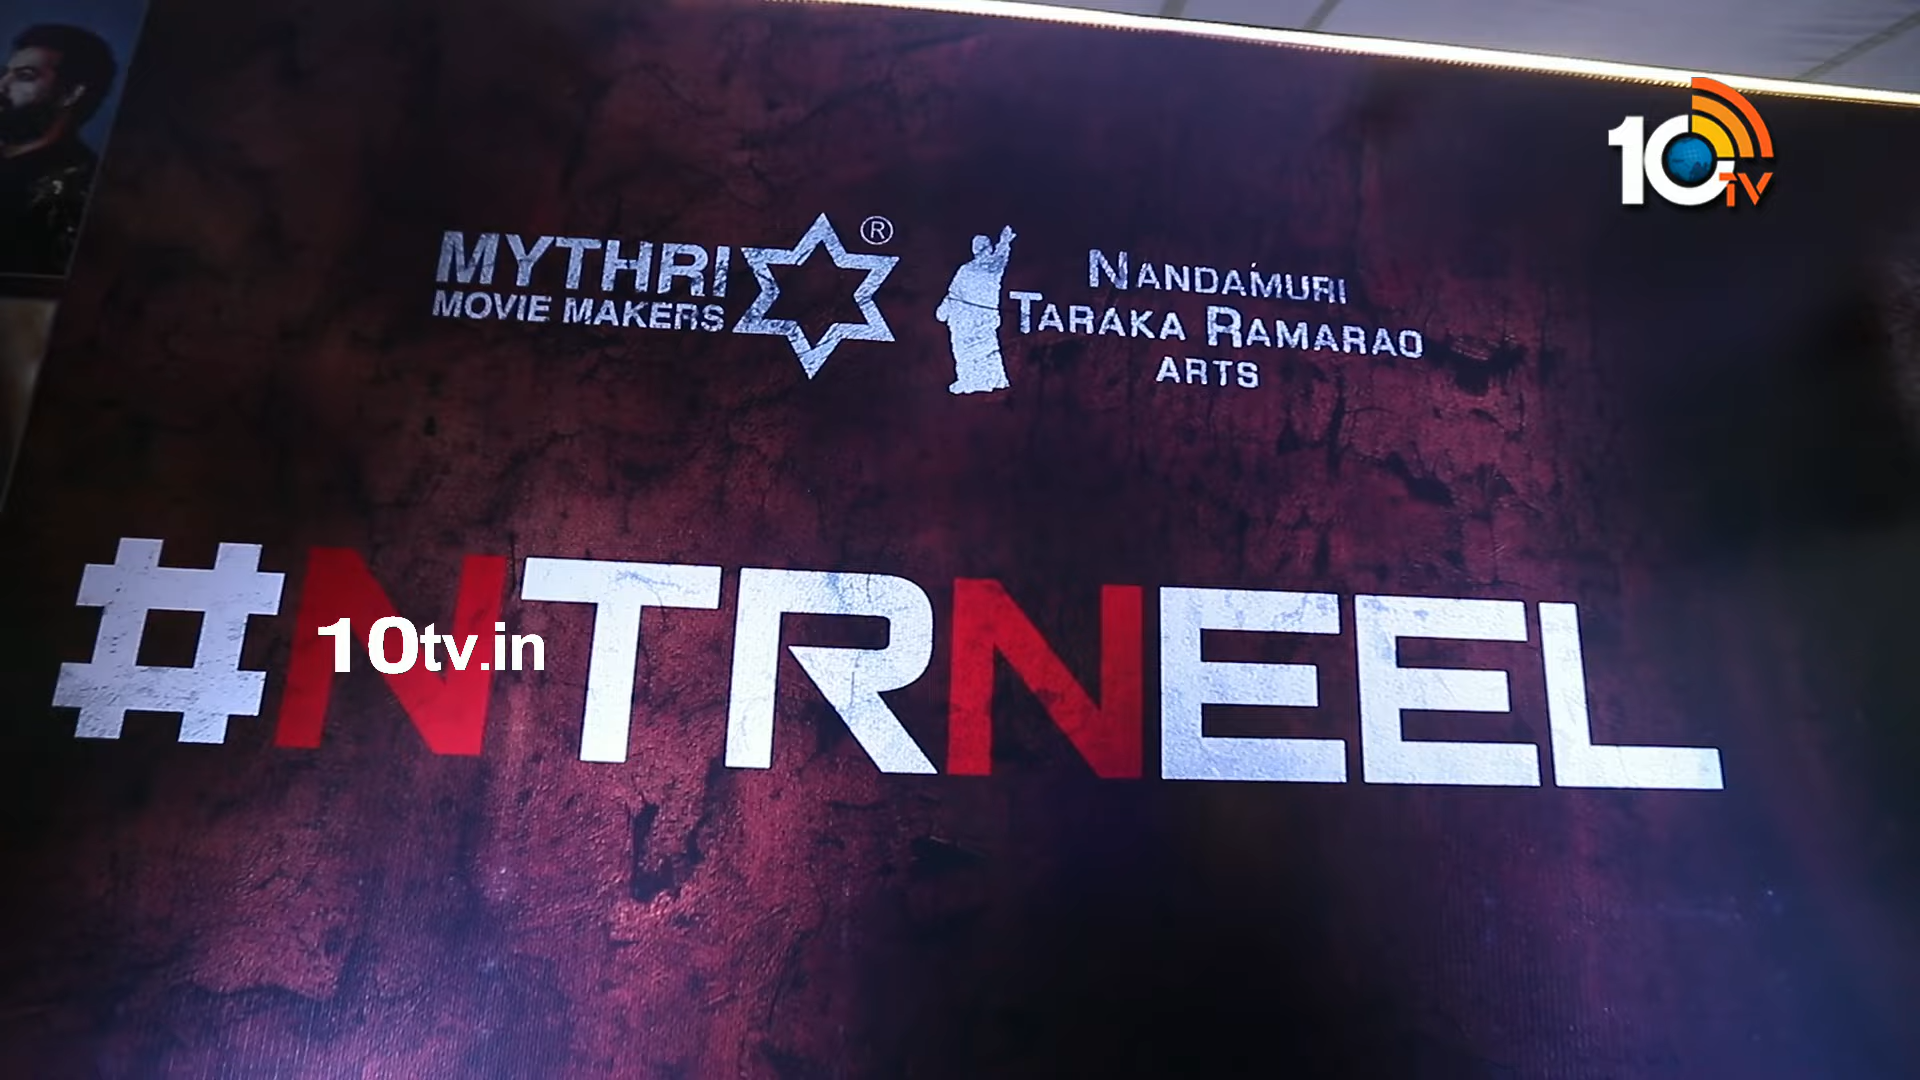 10TV
MYTHRI ®
MOVIE MAKERS
NANDAMURI
TARAKA RAMARAO
ARTS
#NTRNEEL
10tv.in